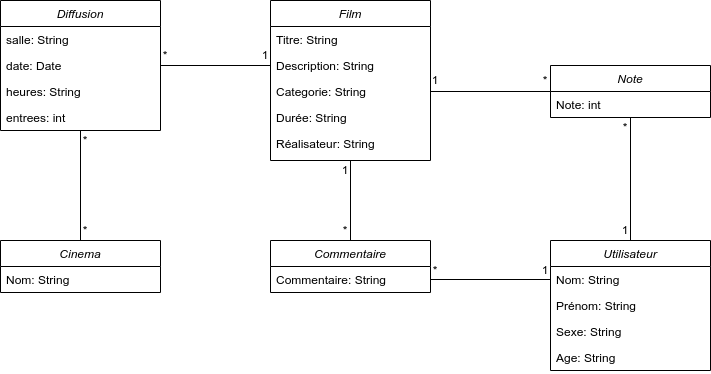 Diffusion
salle: String
date: Date
heures: String
entrees: int
*
1
Film
Titre: String
Description: String
Categorie: String
Durée: String
Réalisateur: String
1
*
Note
Note: int
*
*
1
*
1
*
1
Cinema
Nom: String
Commentaire
Commentaire: String
*
1
Utilisateur
Nom: String
Prénom: String
Sexe: String
Age: String